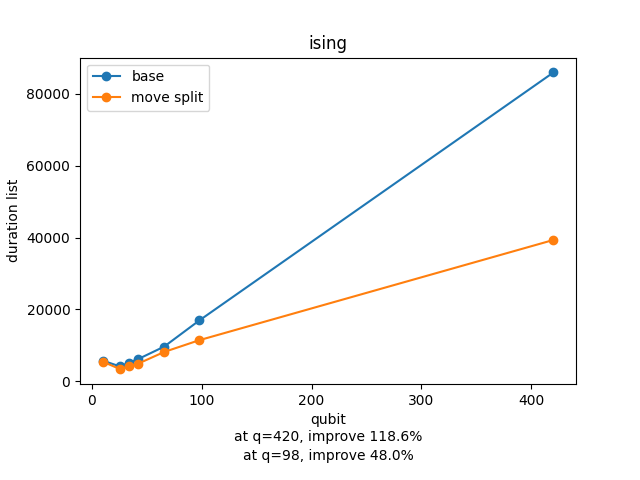 ising
base
move split
80000
60000
40000
20000
0
duration list
0 100 200 300 400
qubit
at q=420, improve 118.6%
at q=98, improve 48.0%